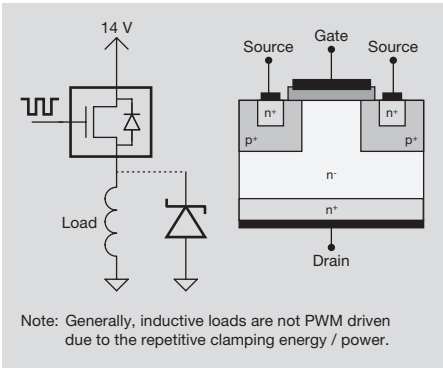 14 V
Load
Gate
Source Source
n+ n+
p+ p+
n-
n+
Drain
Note: Generally, inductive loads are not PWM driven
due to the repetitive clamping energy / power.